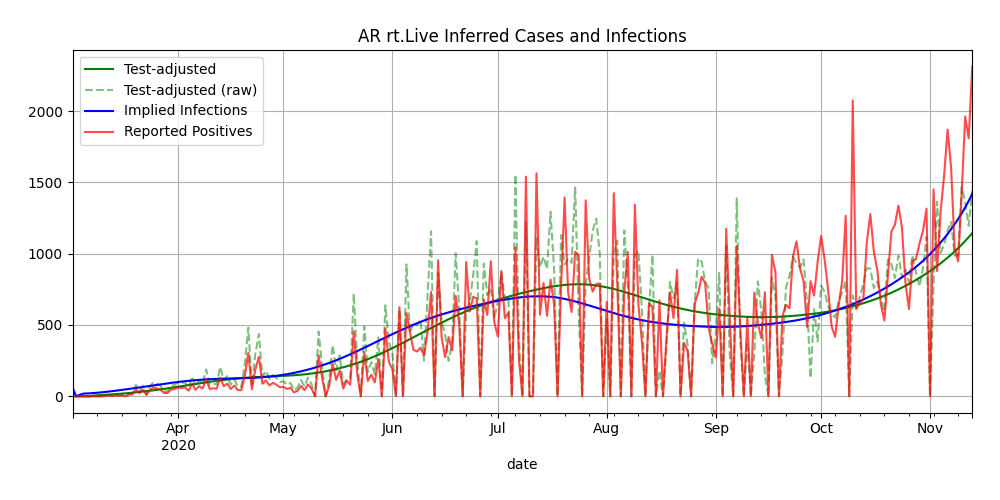 AR rt.Live Inferred Cases and Infections
Test-adjusted
Test-adjusted (raw)
Implied Infections
Reported Positives
2000
1500
1000
500
0
Apr
2020
May
Jun
Jul
Aug
Sep
Oct
Nov
date